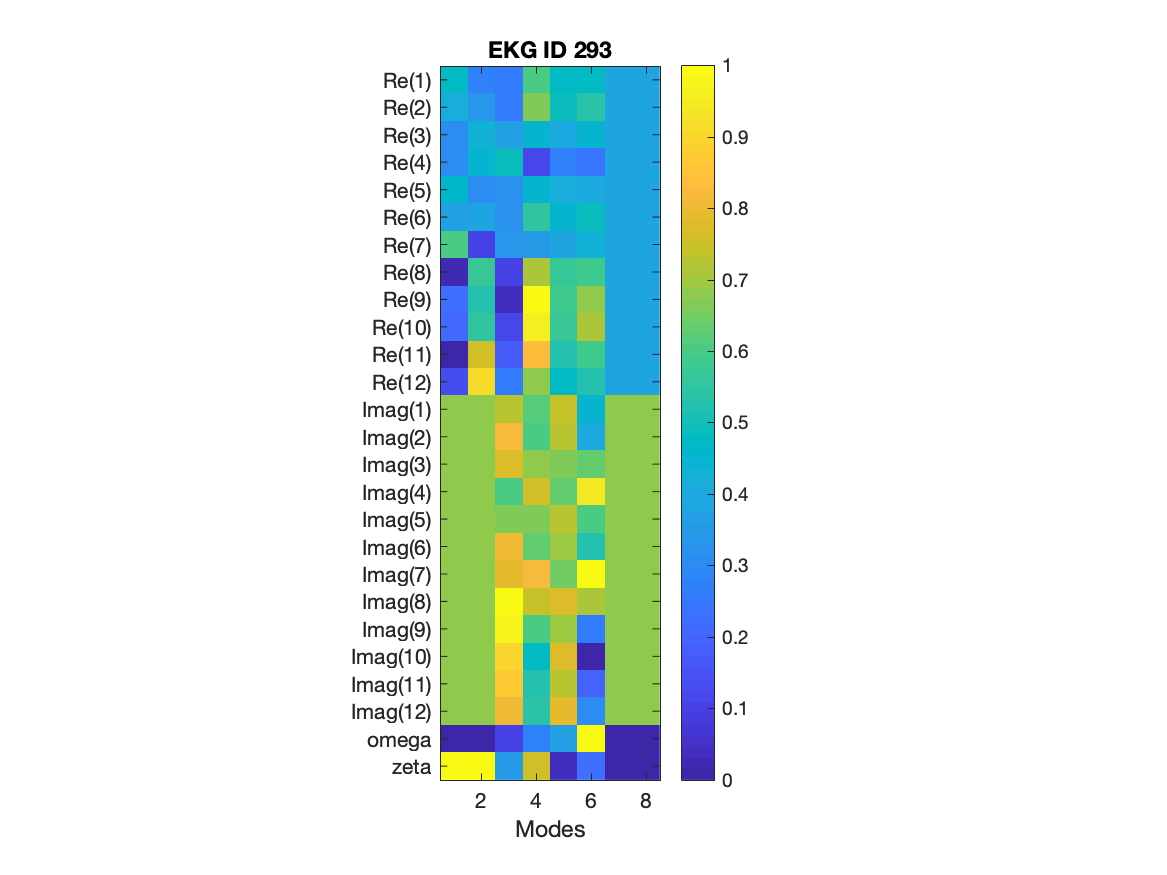 EKG ID 293
Re(1)
Re(2)
Re(3)
Re(4)
Re(5)
Re(6)
Re(7)
Re(8)
Re(9)
Re(10)
Re(11)
Re(12)
Imag(1)
Imag(2)
Imag(3)
Imag(4)
Imag(5)
Imag(6)
Imag(7)
Imag(8)
Imag(9)
Imag(10)
Imag(11)
Imag(12)
omega
zeta
2 4 6 8
Modes
1
0.9
0.8
0.7
0.6
0.5
0.4
0.3
0.2
0.1
0